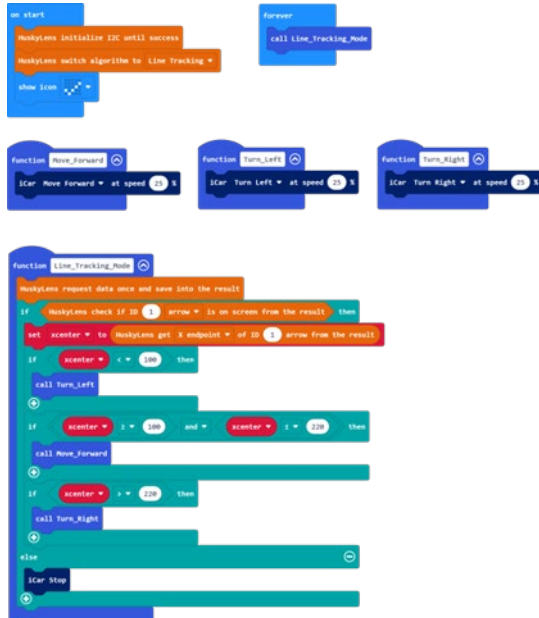 on start
HuskyLens initialize I2C until success
HuskyLens switch algorithm to Line Tracking
show icon
forever
call Line_Tracking_Mode
function Move_Forward
iCar Move Forward at speed 25 %
function Turn_Left
iCar Turn Left at speed 25 %
function Turn_Right
iCar Turn Right at speed 25 %
function Line_Tracking_Mode
HuskyLens request data once and save into the result
if HuskyLens check if ID 1 arrow is on screen from the result then
set xcenter to HuskyLens get X endpoint of ID 1 arrow from the result
if xcenter < 100 then
call Turn_Left
if xcenter ≥ 100 and xcenter ≤ 220 then
call Move_Forward
if xcenter > 220 then
call Turn_Right
else
iCar Stop